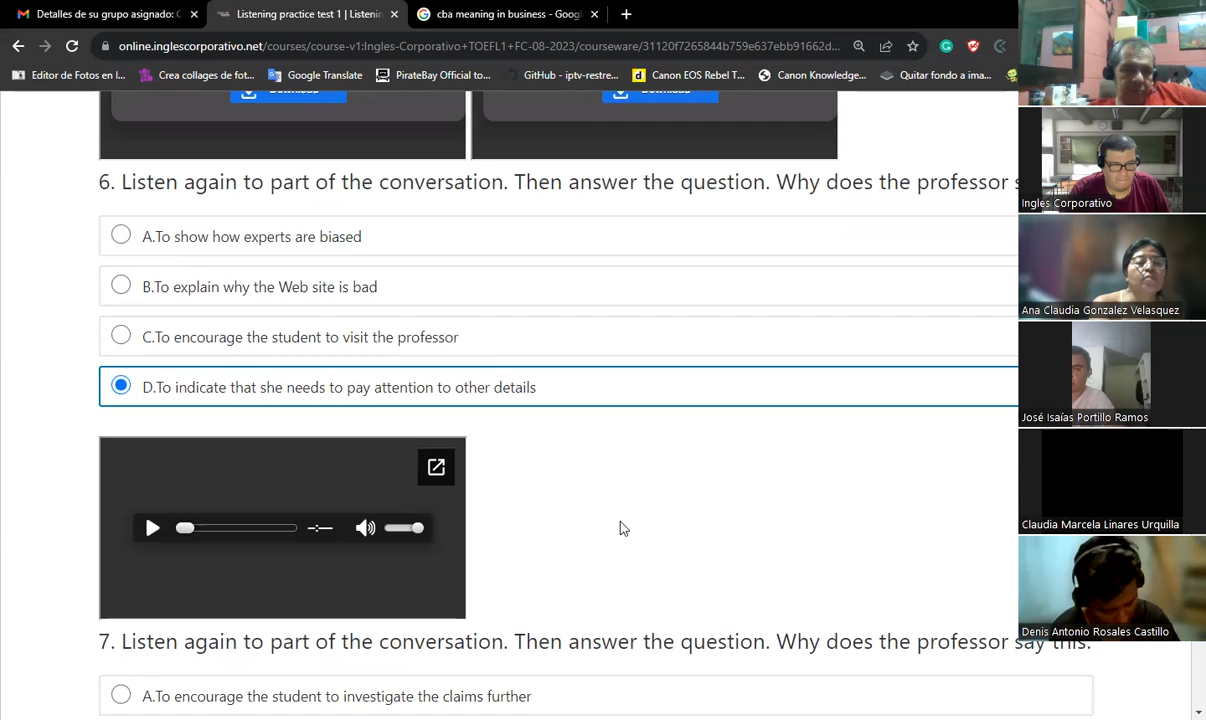 Detalles de su grupo asignado: C
Listening practice test 1 | Listenin
cba meaning in business - Goog
online.inglescorporativo.net/courses/course-v1:Ingles-Corporativo+TOEFL1+FC-08-2023/courseware/31120f7265844b759e637ebb91662d...
Editor de Fotos en l...
Crea collages de fot...
Google Translate
PirateBay Official to...
GitHub - iptv-restre...
Canon EOS Rebel T...
Canon Knowledge...
Quitar fondo a ima...
Download
Download
6. Listen again to part of the conversation. Then answer the question. Why does the professor s
A.To show how experts are biased
B.To explain why the Web site is bad
C.To encourage the student to visit the professor
D.To indicate that she needs to pay attention to other details
-:--
7. Listen again to part of the conversation. Then answer the question. Why does the professor say this:
A.To encourage the student to investigate the claims further
Ingles Corporativo
Ana Claudia Gonzalez Velasquez
José Isaías Portillo Ramos
Claudia Marcela Linares Urquilla
Denis Antonio Rosales Castillo